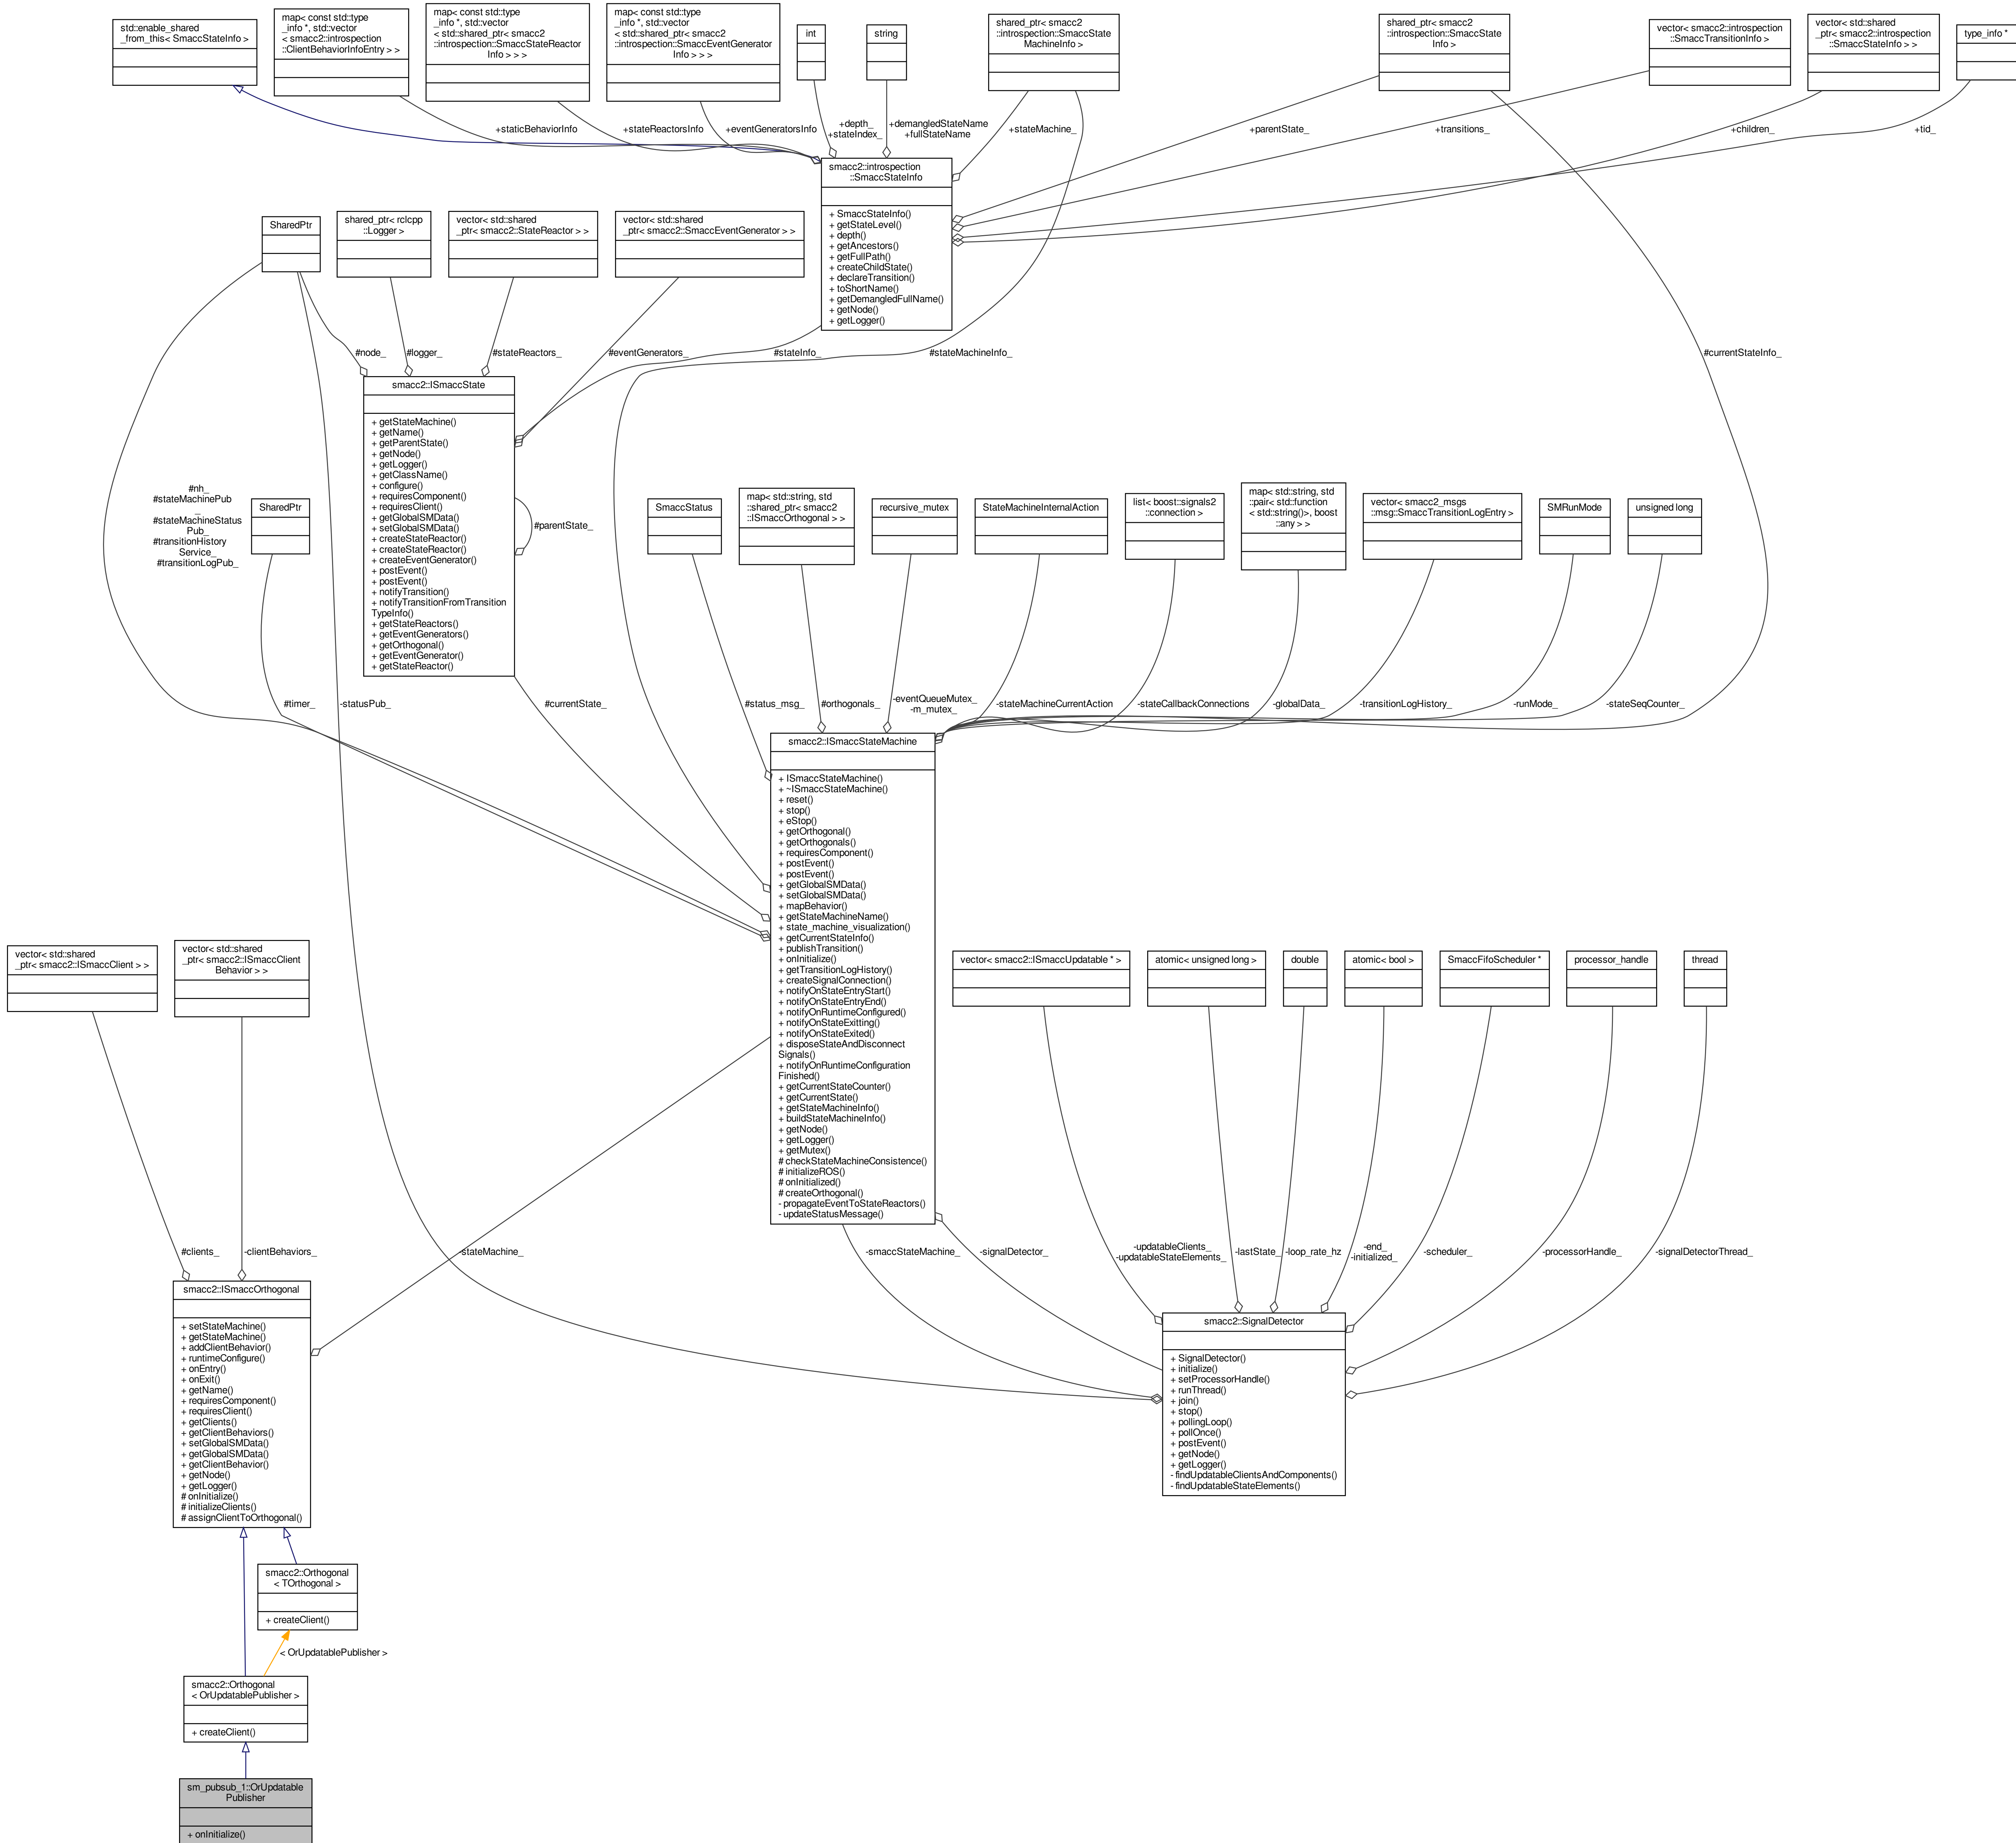 std::enable_shared
_from_this< SmaccStateInfo >
map< const std::type
_info *, std::vector
< smacc2::introspection
::ClientBehaviorInfoEntry > >
map< const std::type
_info *, std::vector
< std::shared_ptr< smacc2
::introspection::SmaccStateReactor
Info > > >
map< const std::type
_info *, std::vector
< std::shared_ptr< smacc2
::introspection::SmaccEventGenerator
Info > > >
int
string
shared_ptr< smacc2
::introspection::SmaccState
MachineInfo >
shared_ptr< smacc2
::introspection::SmaccState
Info >
vector< smacc2::introspection
::SmaccTransitionInfo >
vector< std::shared
_ptr< smacc2::introspection
::SmaccStateInfo > >
type_info *
+staticBehaviorInfo
+stateReactorsInfo
+eventGeneratorsInfo
+depth_
+stateIndex_
+demangledStateName
+fullStateName
+stateMachine_
+parentState_
+transitions_
+children_
+tid_
smacc2::introspection
::SmaccStateInfo
+ SmaccStateInfo()
+ getStateLevel()
+ depth()
+ getAncestors()
+ getFullPath()
+ createChildState()
+ declareTransition()
+ toShortName()
+ getDemangledFullName()
+ getNode()
+ getLogger()
SharedPtr
shared_ptr< rclcpp
::Logger >
vector< std::shared
_ptr< smacc2::StateReactor > >
vector< std::shared
_ptr< smacc2::SmaccEventGenerator > >
#node_
#logger_
#stateReactors_
#eventGenerators_
#stateInfo_
#stateMachineInfo_
#currentStateInfo_
smacc2::ISmaccState
+ getStateMachine()
+ getName()
+ getParentState()
+ getNode()
+ getLogger()
+ getClassName()
+ configure()
+ requiresComponent()
+ requiresClient()
+ getGlobalSMData()
+ setGlobalSMData()
+ createStateReactor()
+ createStateReactor()
+ createEventGenerator()
+ postEvent()
+ postEvent()
+ notifyTransition()
+ notifyTransitionFromTransition
TypeInfo()
+ getStateReactors()
+ getEventGenerators()
+ getOrthogonal()
+ getEventGenerator()
+ getStateReactor()
#parentState_
#nh_
#stateMachinePub
_
#stateMachineStatus
Pub_
#transitionHistory
Service_
#transitionLogPub_
SharedPtr
SmaccStatus
map< std::string, std
::shared_ptr< smacc2
::ISmaccOrthogonal > >
recursive_mutex
StateMachineInternalAction
list< boost::signals2
::connection >
map< std::string, std
::pair< std::function
< std::string()>, boost
::any > >
vector< smacc2_msgs
::msg::SmaccTransitionLogEntry >
SMRunMode
unsigned long
#timer_
-statusPub_
#currentState_
#status_msg_
#orthogonals_
-eventQueueMutex_
-m_mutex_
-stateMachineCurrentAction
-stateCallbackConnections
-globalData_
-transitionLogHistory_
-runMode_
-stateSeqCounter_
smacc2::ISmaccStateMachine
+ ISmaccStateMachine()
+ ~ISmaccStateMachine()
+ reset()
+ stop()
+ eStop()
+ getOrthogonal()
+ getOrthogonals()
+ requiresComponent()
+ postEvent()
+ postEvent()
+ getGlobalSMData()
+ setGlobalSMData()
+ mapBehavior()
+ getStateMachineName()
+ state_machine_visualization()
+ getCurrentStateInfo()
+ publishTransition()
+ onInitialize()
+ getTransitionLogHistory()
+ createSignalConnection()
+ notifyOnStateEntryStart()
+ notifyOnStateEntryEnd()
+ notifyOnRuntimeConfigured()
+ notifyOnStateExitting()
+ notifyOnStateExited()
+ disposeStateAndDisconnect
Signals()
+ notifyOnRuntimeConfiguration
Finished()
+ getCurrentStateCounter()
+ getCurrentState()
+ getStateMachineInfo()
+ buildStateMachineInfo()
+ getNode()
+ getLogger()
+ getMutex()
# checkStateMachineConsistence()
# initializeROS()
# onInitialized()
# createOrthogonal()
- propagateEventToStateReactors()
- updateStatusMessage()
vector< std::shared
_ptr< smacc2::ISmaccClient > >
vector< std::shared
_ptr< smacc2::ISmaccClient
Behavior > >
vector< smacc2::ISmaccUpdatable * >
atomic< unsigned long >
double
atomic< bool >
SmaccFifoScheduler *
processor_handle
thread
#clients_
-clientBehaviors_
-stateMachine_
-smaccStateMachine_
-signalDetector_
-updatableClients_
-updatableStateElements_
-lastState_
-loop_rate_hz
-end_
-initialized_
-scheduler_
-processorHandle_
-signalDetectorThread_
smacc2::ISmaccOrthogonal
+ setStateMachine()
+ getStateMachine()
+ addClientBehavior()
+ runtimeConfigure()
+ onEntry()
+ onExit()
+ getName()
+ requiresComponent()
+ requiresClient()
+ getClients()
+ getClientBehaviors()
+ setGlobalSMData()
+ getGlobalSMData()
+ getClientBehavior()
+ getNode()
+ getLogger()
# onInitialize()
# initializeClients()
# assignClientToOrthogonal()
smacc2::SignalDetector
+ SignalDetector()
+ initialize()
+ setProcessorHandle()
+ runThread()
+ join()
+ stop()
+ pollingLoop()
+ pollOnce()
+ postEvent()
+ getNode()
+ getLogger()
- findUpdatableClientsAndComponents()
- findUpdatableStateElements()
smacc2::Orthogonal
< TOrthogonal >
+ createClient()
< OrUpdatablePublisher >
smacc2::Orthogonal
< OrUpdatablePublisher >
+ createClient()
sm_pubsub_1::OrUpdatable
Publisher
+ onInitialize()